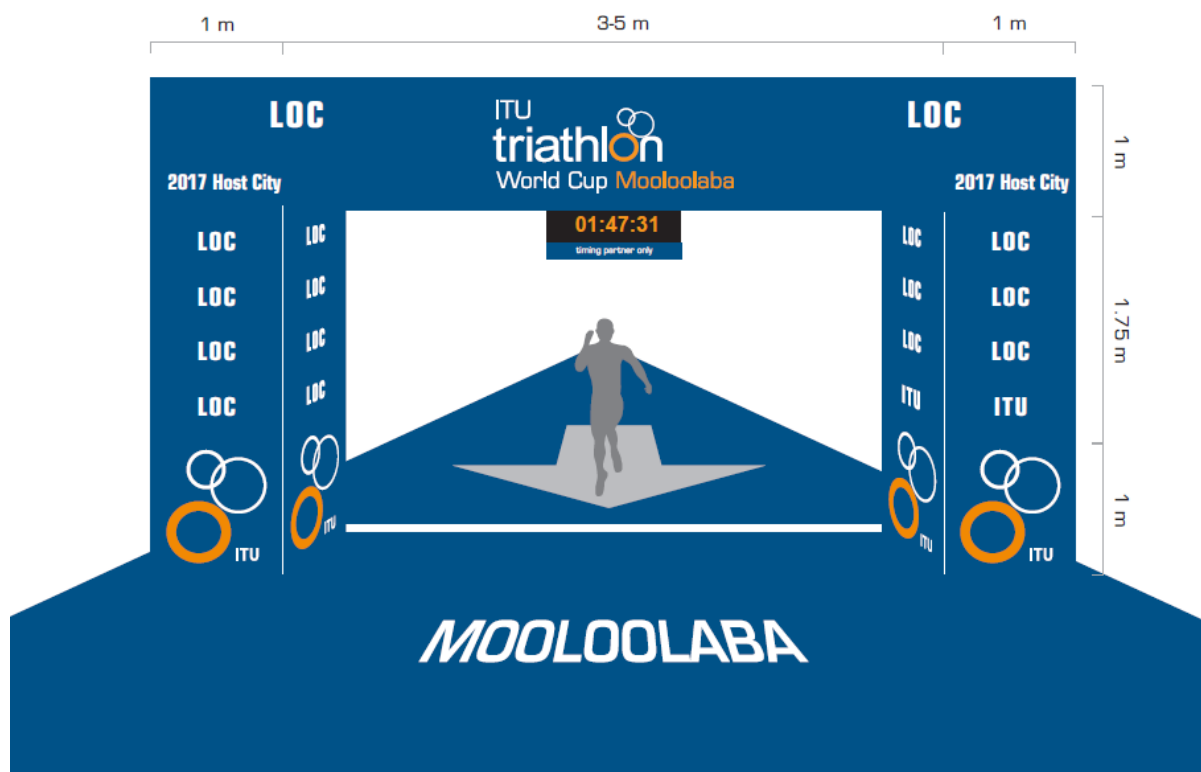 1 m 3-5 m 1 m
LOC
ITU
triathlon
World Cup Mooloolaba
LOC
1 m
2017 Host City
2017 Host City
01:47:31
timing partner only
LOC LOC LOC LOC
LOC LOC LOC LOC
1.75 m
LOC LOC LOC LOC
LOC LOC ITU ITU
1 m
ITU ITU ITU ITU
MOOLOOLABA